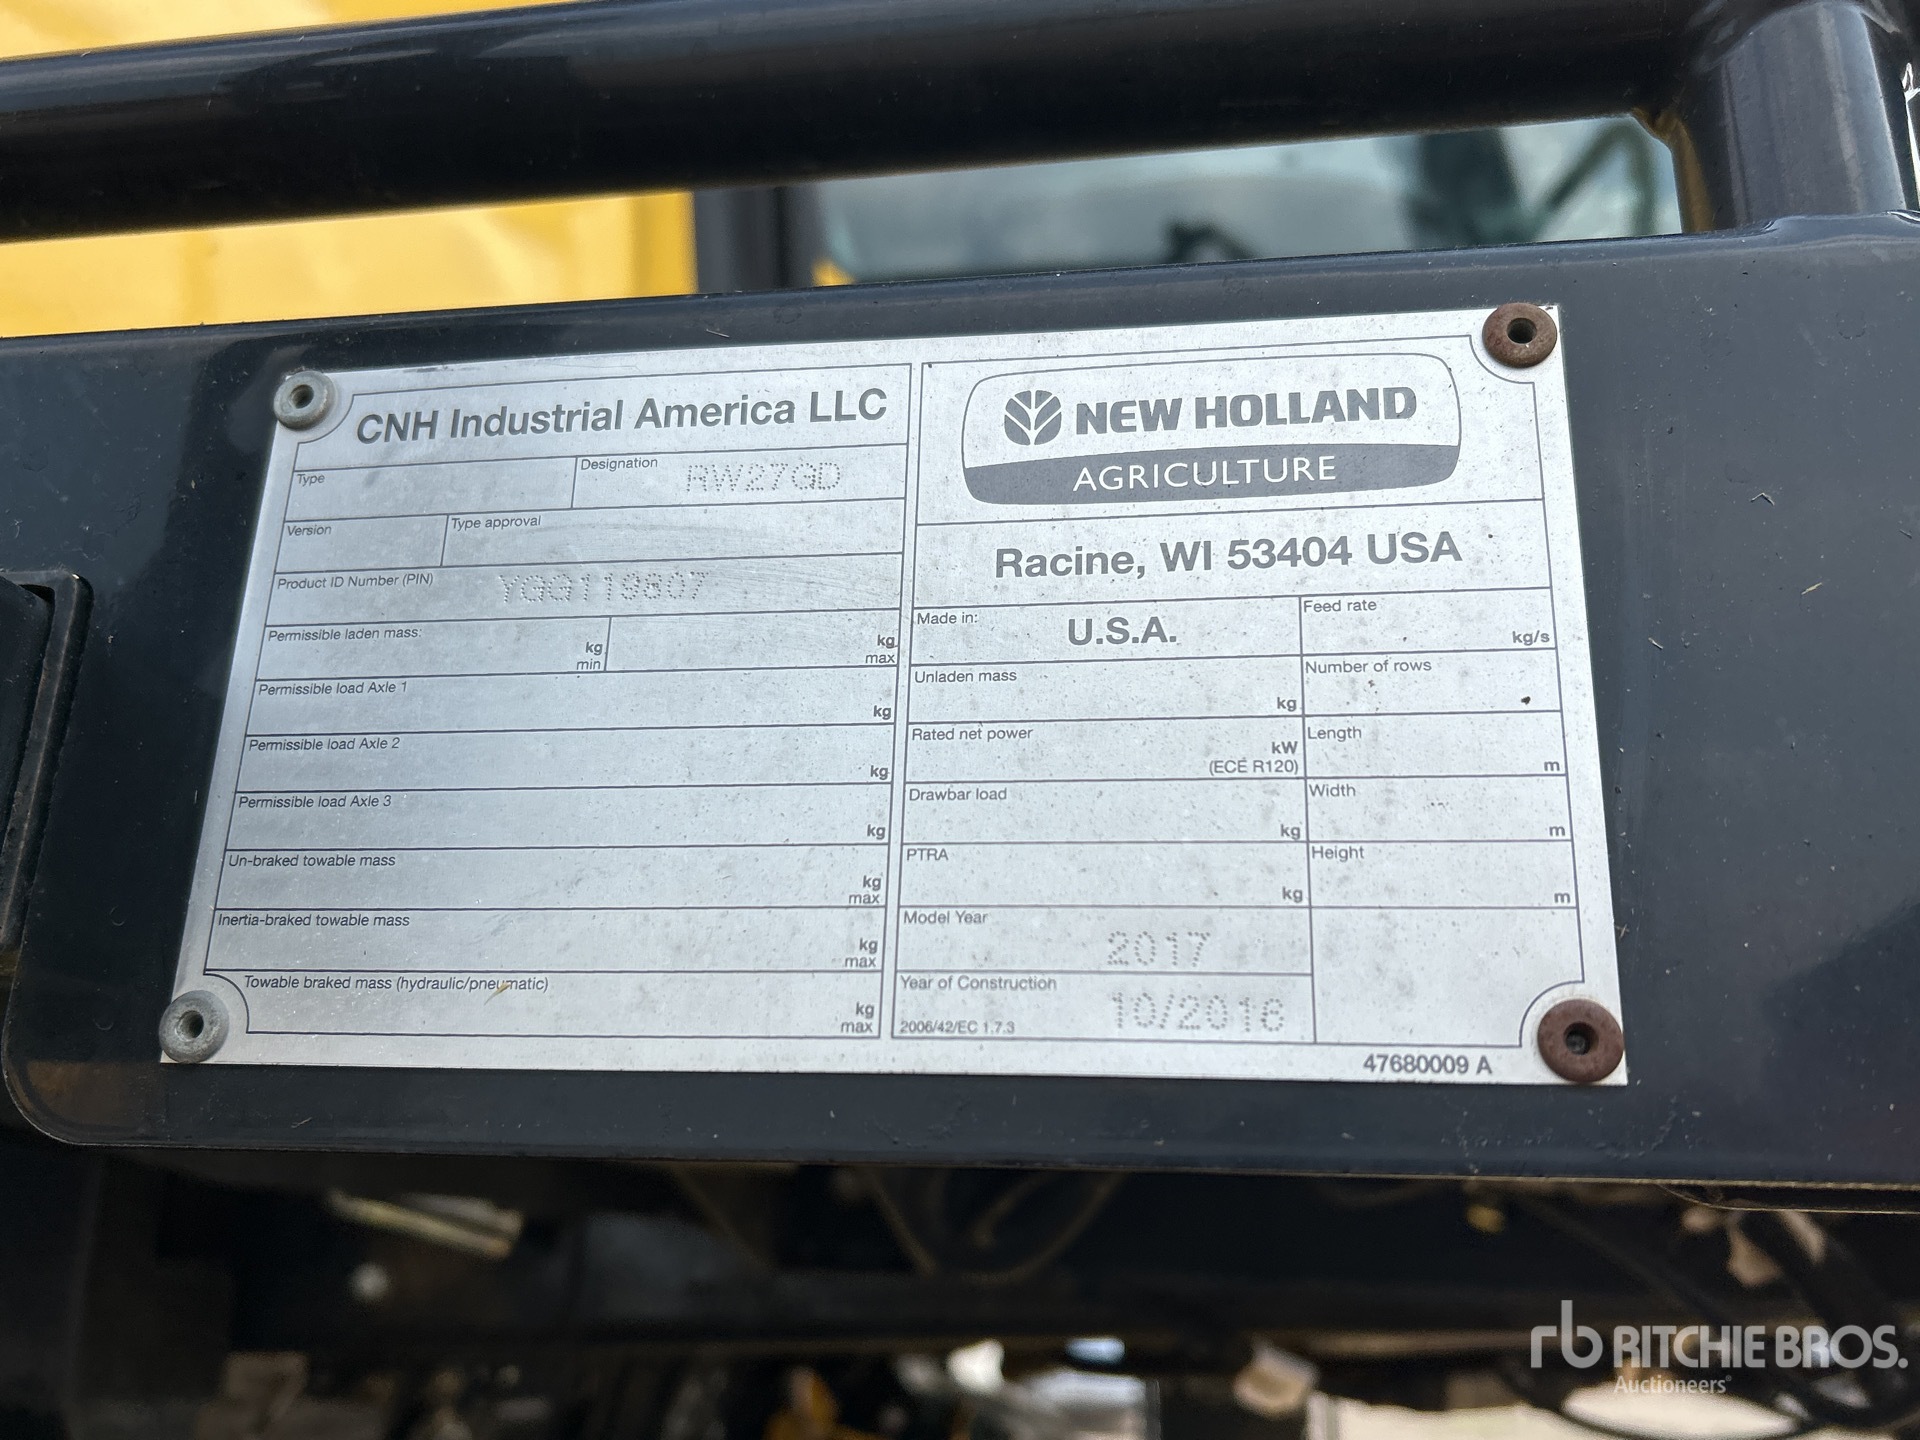 CNH Industrial America LLC
Type
Designation RW27GD
Version
Type approval
Product ID Number (PIN) YGG119607
Permissible laden mass: kg min kg max
Permissible load Axle 1 kg
Permissible load Axle 2 kg
Permissible load Axle 3 kg
Un-braked towable mass kg max
Inertia-braked towable mass kg max
Towable braked mass (hydraulic/pneumatic) kg max
NEW HOLLAND
AGRICULTURE
Racine, WI 53404 USA
Made in: U.S.A.
Feed rate kg/s
Unladen mass kg
Number of rows
Rated net power kW (ECE R120)
Length m
Drawbar load kg
Width m
PTRA kg
Height m
Model Year 2017
Year of Construction 10/2016
2006/42/EC 1.7.3
47680009 A
rb RITCHIE BROS.
Auctioneers